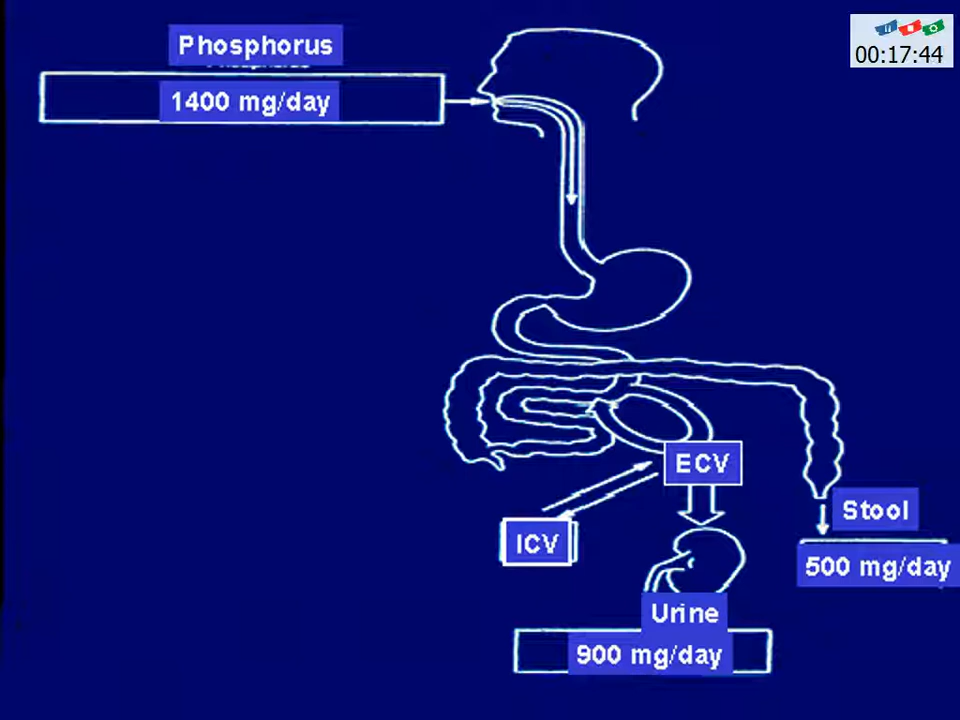 Phosphorus
00:17:44
1400 mg/day
ECV
Stool
ICV
500 mg/day
Urine
900 mg/day